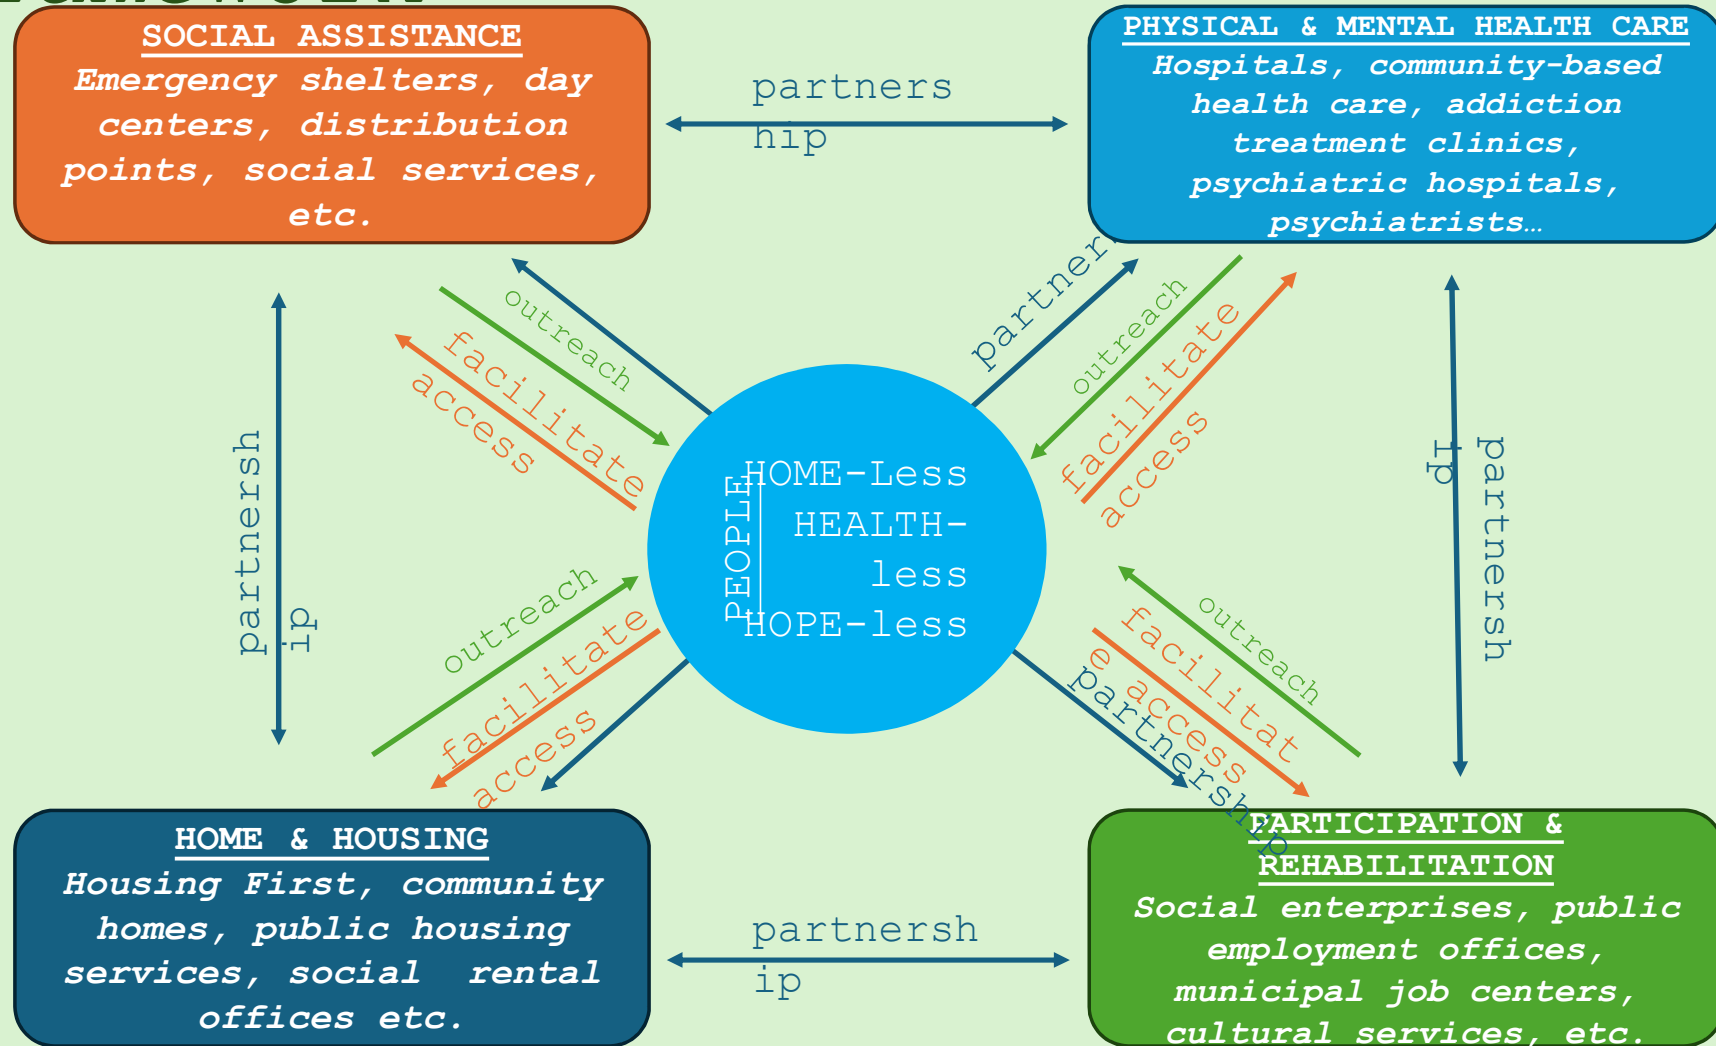 SOCIAL ASSISTANCE
Emergency shelters, day
centers, distribution
points, social services,
etc.
partners
hip
PHYSICAL & MENTAL HEALTH CARE
Hospitals, community-based
health care, addiction
treatment clinics,
psychiatric hospitals,
psychiatrists…
outreach
facilitate
access
partner
outreach
facilitate
access
partnersh
ip
PEOPLE
HOME-Less
HEALTH-
less
HOPE-less
partnersh
ip
outreach
facilitate
access
outreach
facilitat
e access
partnership
HOME & HOUSING
Housing First, community
homes, public housing
services, social rental
offices etc.
partnersh
ip
PARTICIPATION &
REHABILITATION
Social enterprises, public
employment offices,
municipal job centers,
cultural services, etc.